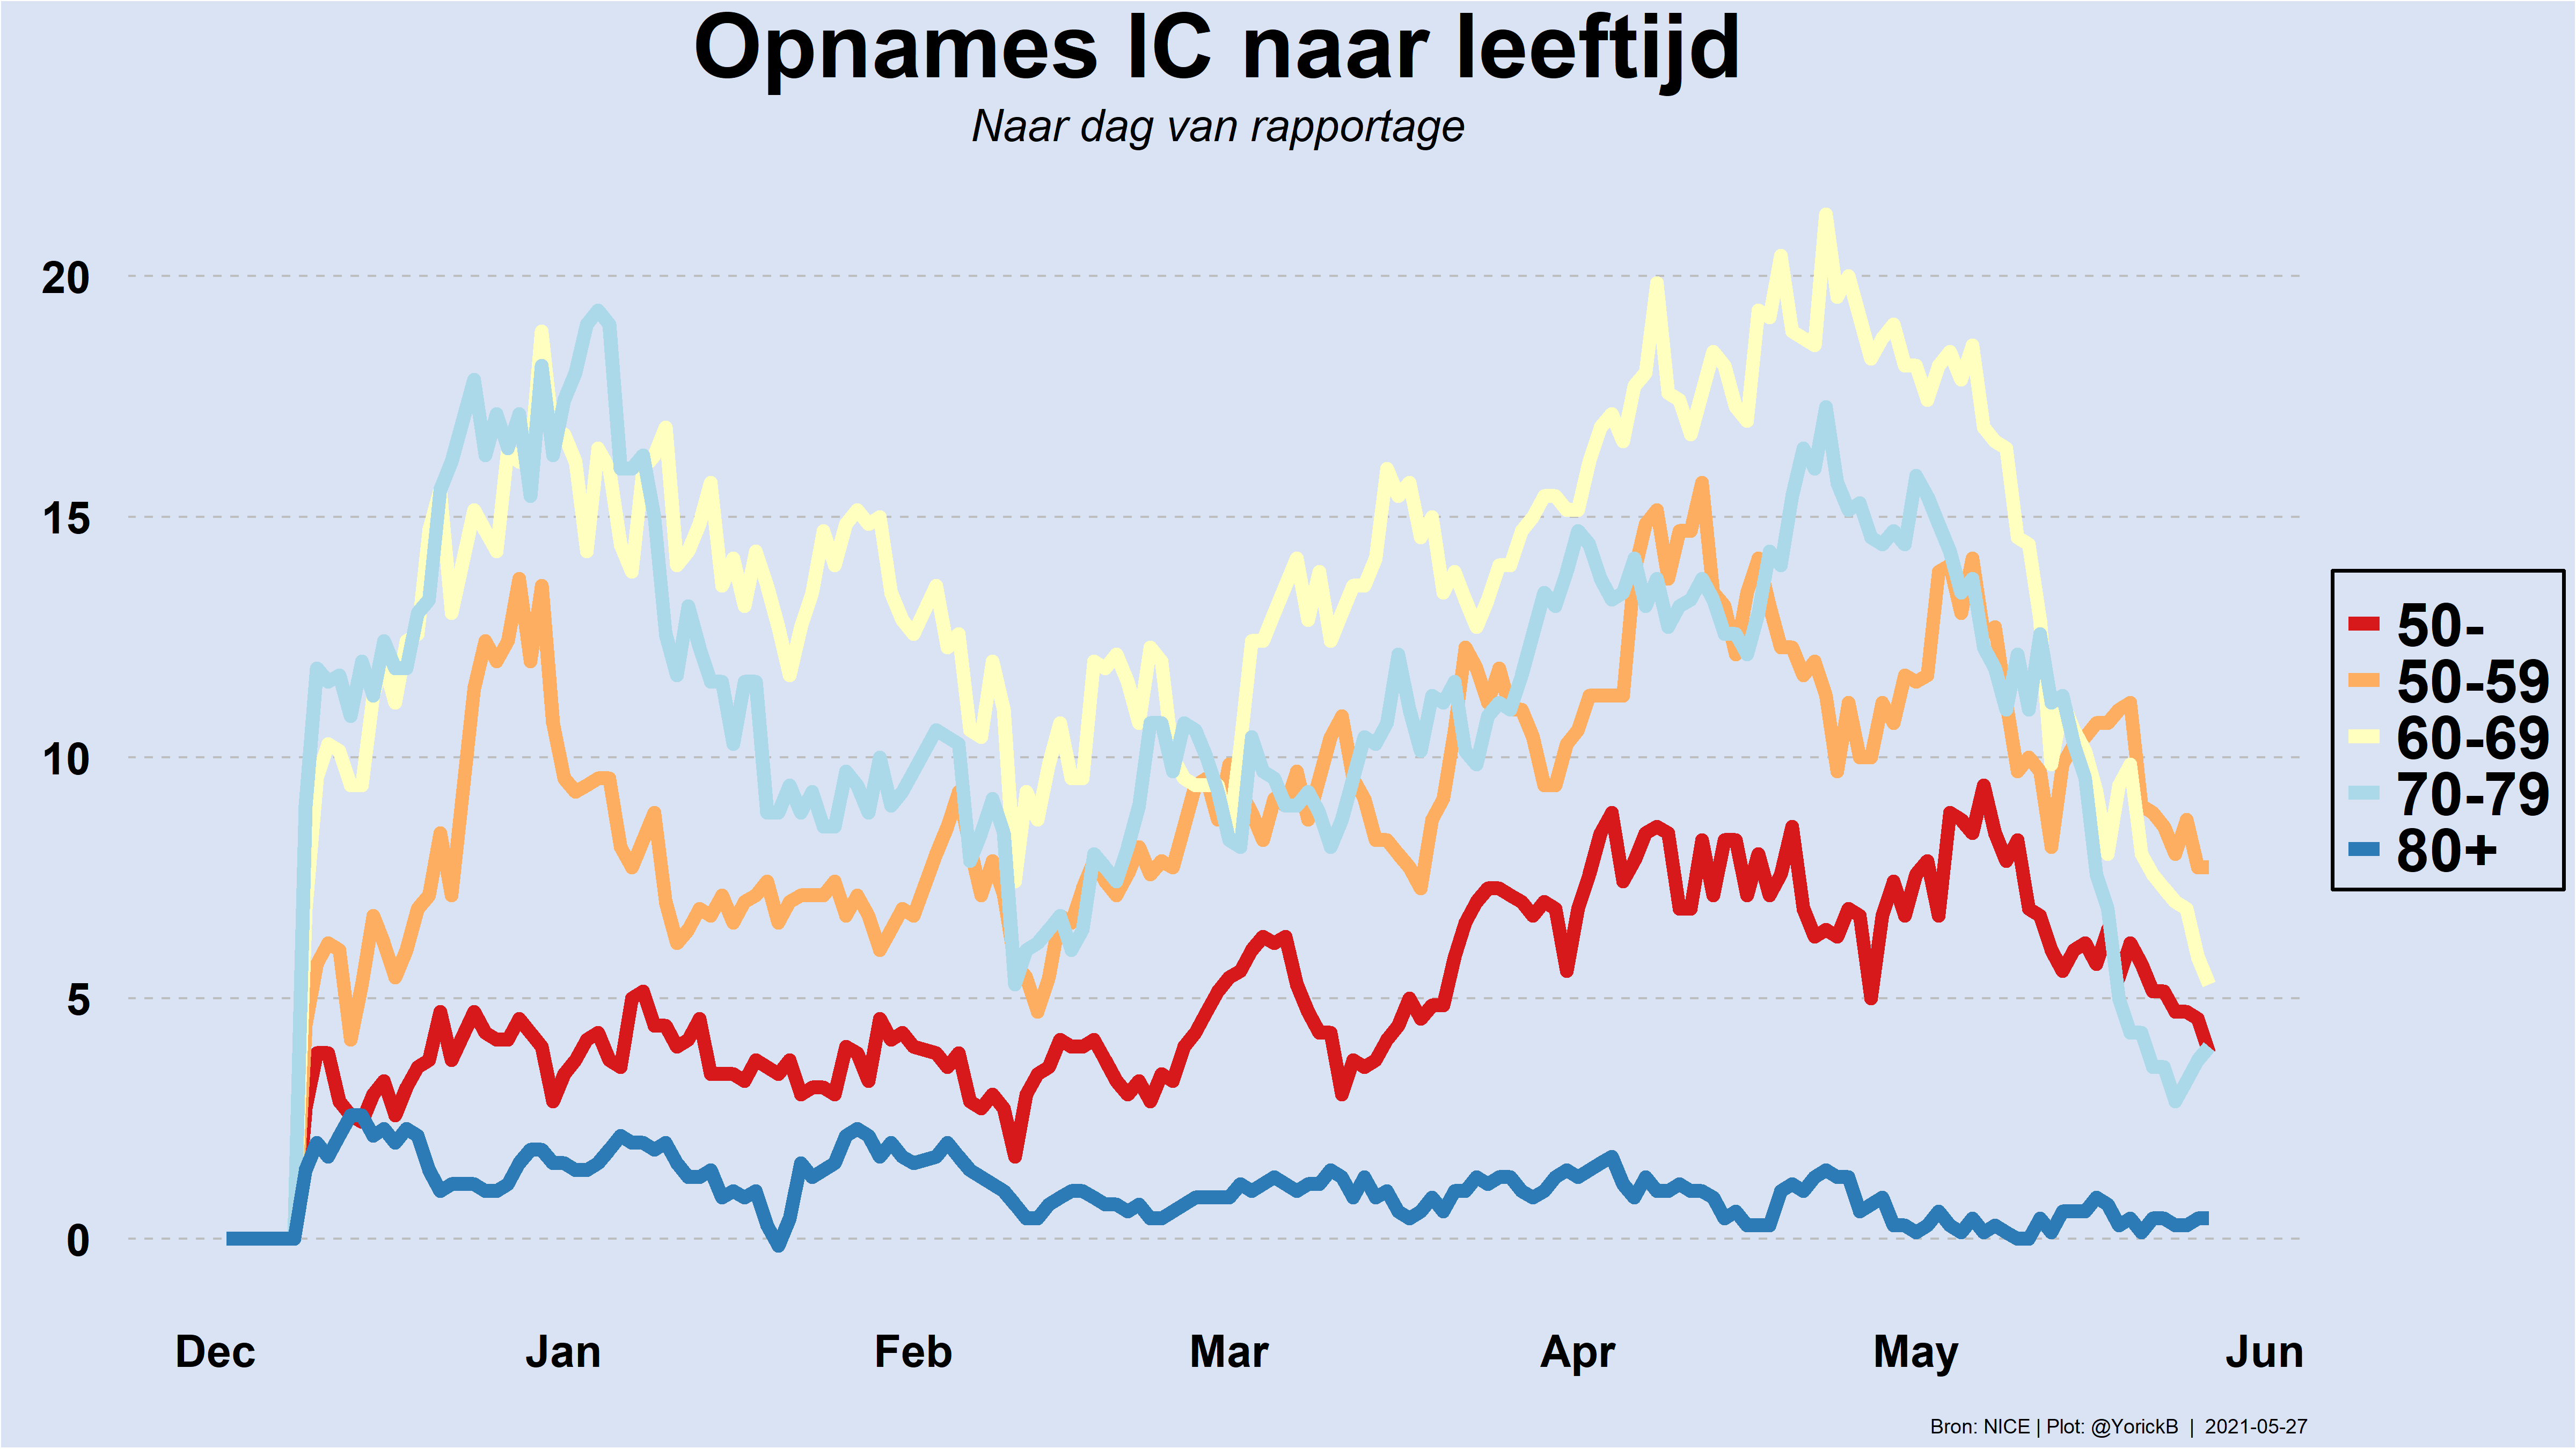 Opnames IC naar leeftijd
Naar dag van rapportage
20
15
10
5
0
50-
50-59
60-69
70-79
80+
Dec Jan Feb Mar Apr May Jun
Bron: NICE | Plot: @YorickB | 2021-05-27